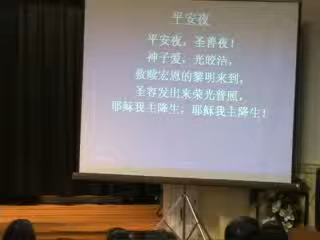 平安夜
平安夜，圣善夜！
神子爱，光皎洁，
救赎宏恩的黎明来到，
圣容发出来荣光普照，
耶稣我主降生，耶稣我主降生！